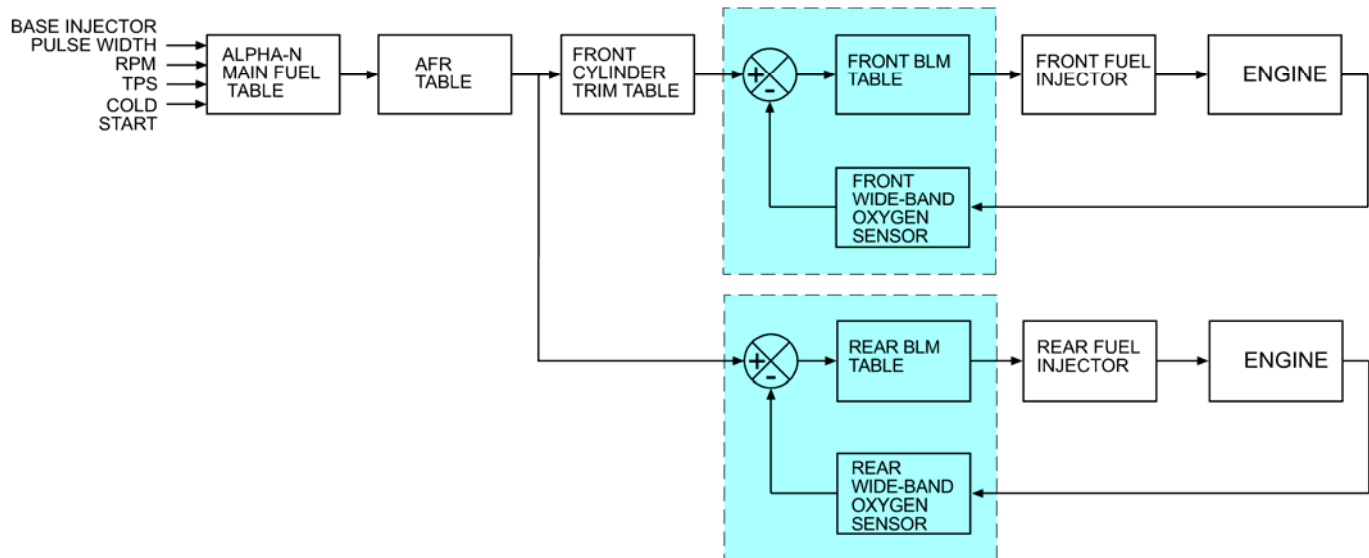 BASE INJECTOR
PULSE WIDTH
RPM
TPS
COLD
START
ALPHA-N
MAIN FUEL
TABLE
AFR
TABLE
FRONT
CYLINDER
TRIM TABLE
+
-
FRONT BLM
TABLE
FRONT FUEL
INJECTOR
ENGINE
FRONT
WIDE-BAND
OXYGEN
SENSOR
+
-
REAR BLM
TABLE
REAR FUEL
INJECTOR
ENGINE
REAR
WIDE-BAND
OXYGEN
SENSOR